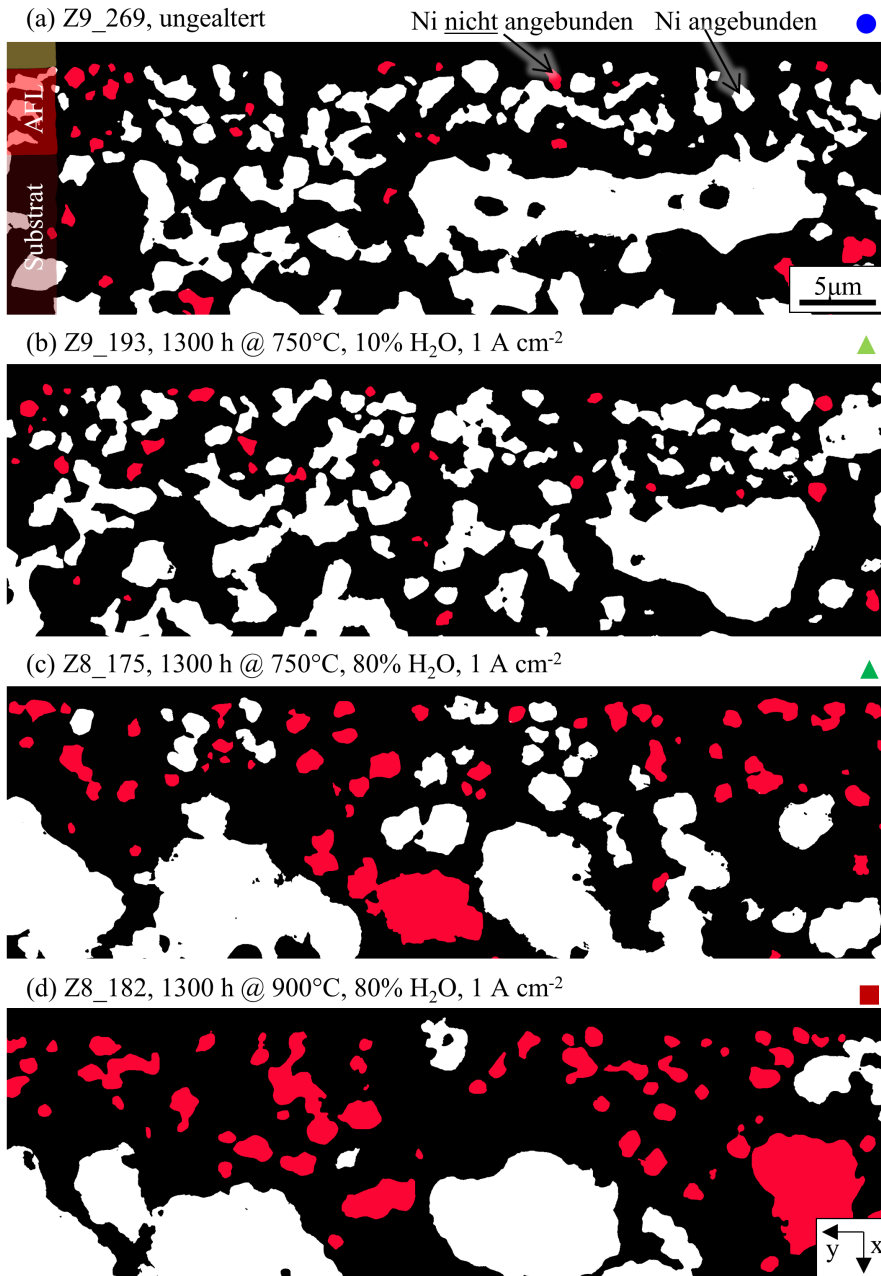 (a) Z9_269, ungealtert
Ni nicht angebunden
Ni angebunden
AFL
Substrat
5µm
(b) Z9_193, 1300 h @ 750°C, 10% H₂O, 1 A cm⁻²
(c) Z8_175, 1300 h @ 750°C, 80% H₂O, 1 A cm⁻²
(d) Z8_182, 1300 h @ 900°C, 80% H₂O, 1 A cm⁻²
y
x